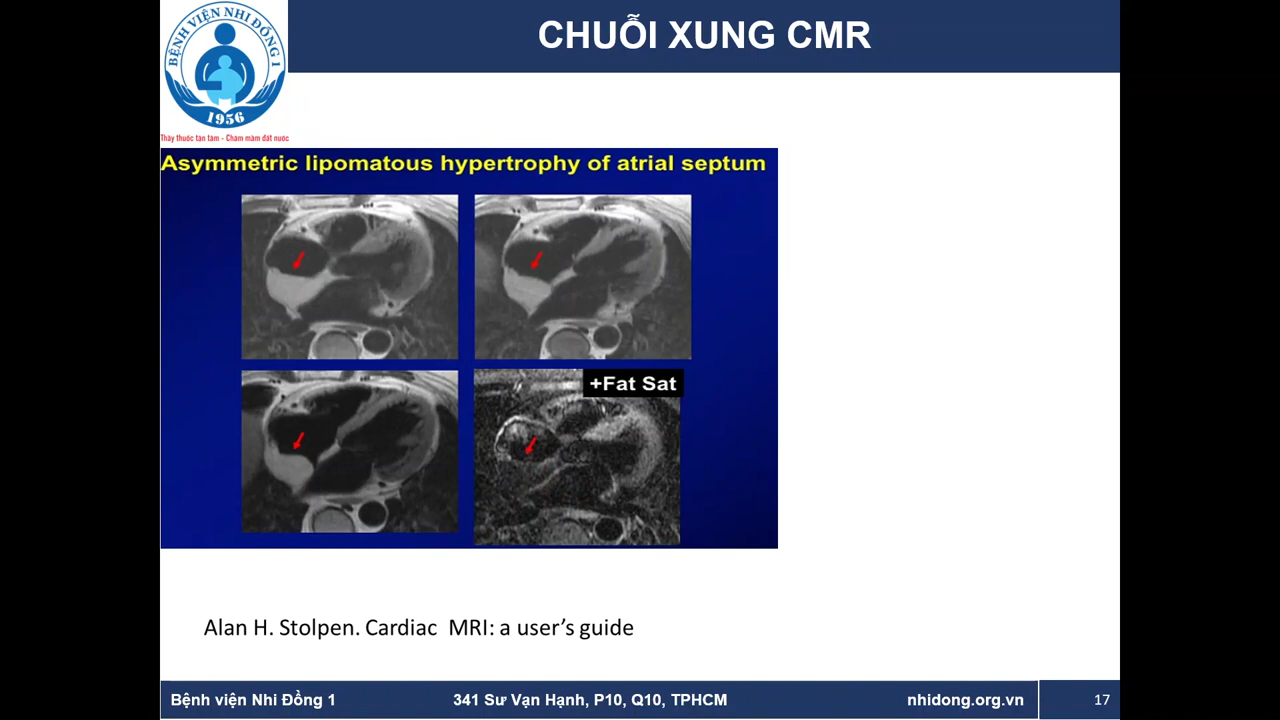 BỆNH VIỆN NHI ĐỒNG 1
1956
Thầy thuốc tận tâm - Chăm mầm đất nước
CHUỖI XUNG CMR
Asymmetric lipomatous hypertrophy of atrial septum
+Fat Sat
Alan H. Stolpen. Cardiac MRI: a user's guide
Bệnh viện Nhi Đồng 1
341 Sư Vạn Hạnh, P10, Q10, TPHCM
nhidong.org.vn
17